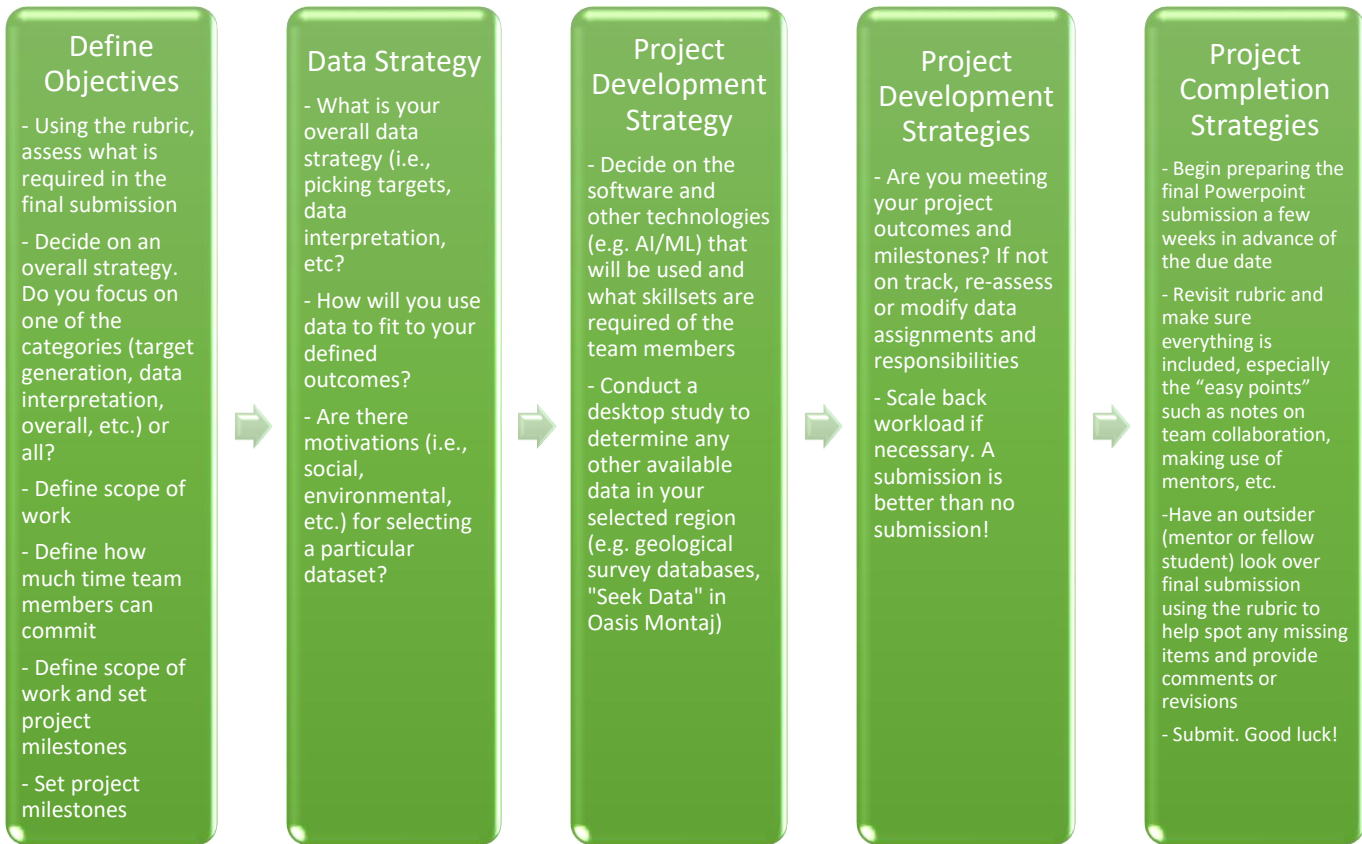 Define
Objectives
- Using the rubric,
assess what is
required in the
final submission
- Decide on an
overall strategy.
Do you focus on
one of the
categories (target
generation, data
interpretation,
overall, etc.) or
all?
- Define scope of
work
- Define how
much time team
members can
commit
- Define scope of
work and set
project
milestones
- Set project
milestones
Data Strategy
- What is your
overall data
strategy (i.e.,
picking targets,
data
interpretation,
etc?
- How will you use
data to fit to your
defined
outcomes?
- Are there
motivations (i.e.,
social,
environmental,
etc.) for selecting
a particular
dataset?
Project
Development
Strategy
- Decide on the
software and
other technologies
(e.g. AI/ML) that
will be used and
what skillsets are
required of the
team members
- Conduct a
desktop study to
determine any
other available
data in your
selected region
(e.g. geological
survey databases,
"Seek Data" in
Oasis Montaj)
Project
Development
Strategies
- Are you meeting
your project
outcomes and
milestones? If not
on track, re-assess
or modify data
assignments and
responsibilities
- Scale back
workload if
necessary. A
submission is
better than no
submission!
Project
Completion
Strategies
- Begin preparing the
final Powerpoint
submission a few
weeks in advance of
the due date
- Revisit rubric and
make sure
everything is
included, especially
the “easy points”
such as notes on
team collaboration,
making use of
mentors, etc.
-Have an outsider
(mentor or fellow
student) look over
final submission
using the rubric to
help spot any missing
items and provide
comments or
revisions
- Submit. Good luck!